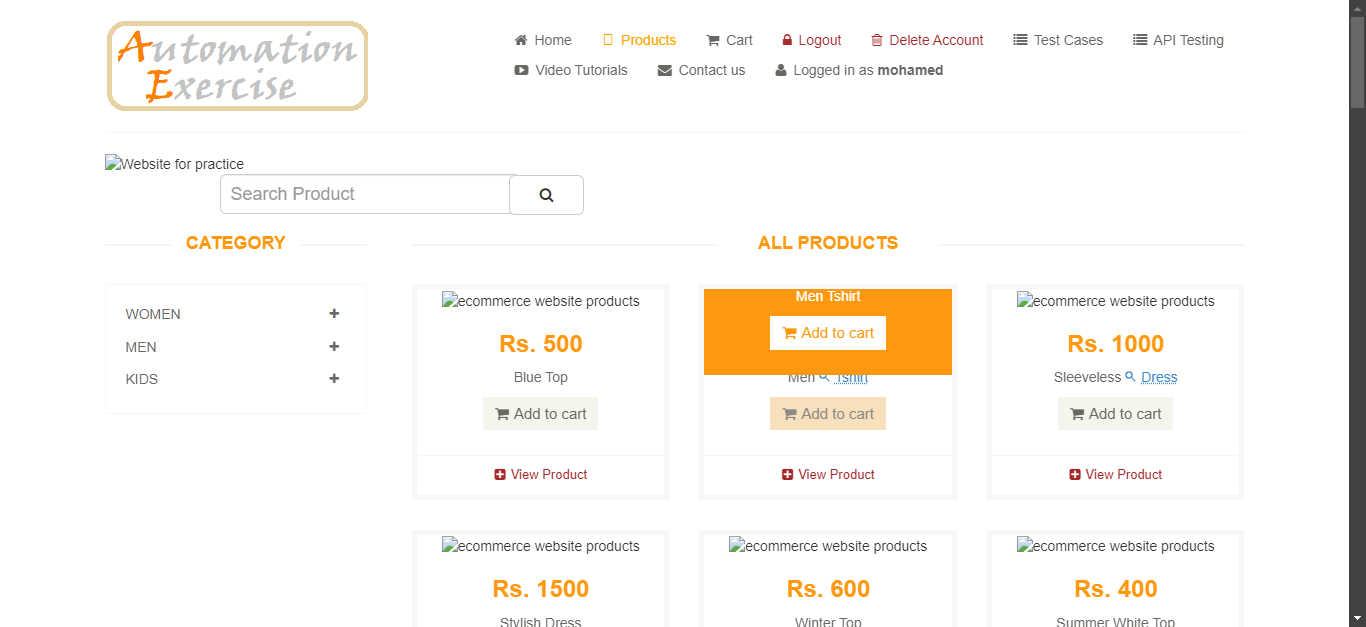 Automation
Exercise
Home Products Cart Logout Delete Account Test Cases API Testing
Video Tutorials Contact us Logged in as mohamed
Website for practice
Search Product
CATEGORY
WOMEN
MEN
KIDS
ALL PRODUCTS
ecommerce website products
Rs. 500
Blue Top
Add to cart
View Product
Men Tshirt
Add to cart
Men Tshirt
Add to cart
View Product
ecommerce website products
Rs. 1000
Sleeveless Dress
Add to cart
View Product
ecommerce website products
Rs. 1500
Stylish Dress
ecommerce website products
Rs. 600
Winter Top
ecommerce website products
Rs. 400
Summer White Top